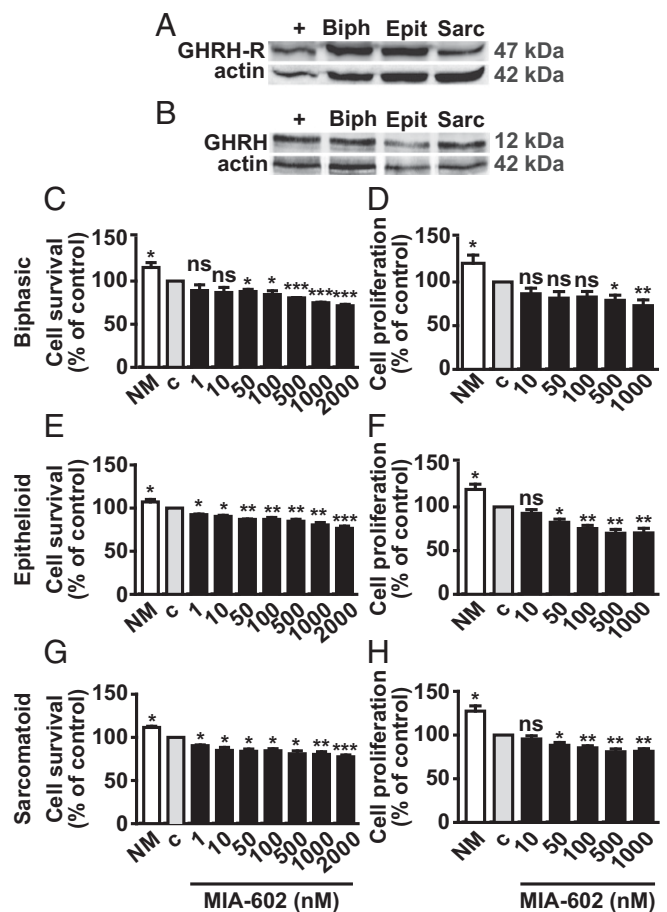 A
+ Biph Epit Sarc
GHRH-R 47 kDa
actin 42 kDa
B
+ Biph Epit Sarc
GHRH 12 kDa
actin 42 kDa
C
Biphasic
Cell survival
(% of control)
150
100
50
0
* ns ns * * *** *** ***
NM c 1 10 50 100 500 1000 2000
D
Cell proliferation
(% of control)
150
100
50
0
* ns ns ns * **
NM c 10 50 100 500 1000
E
Epithelioid
Cell survival
(% of control)
150
100
50
0
* * * ** ** ** ** ***
NM c 1 10 50 100 500 1000 2000
F
Cell proliferation
(% of control)
150
100
50
0
* ns * ** ** **
NM c 10 50 100 500 1000
G
Sarcomatoid
Cell survival
(% of control)
150
100
50
0
* * * * * * ** ***
NM c 1 10 50 100 500 1000 2000
MIA-602 (nM)
H
Cell proliferation
(% of control)
150
100
50
0
* ns * ** ** **
NM c 10 50 100 500 1000
MIA-602 (nM)